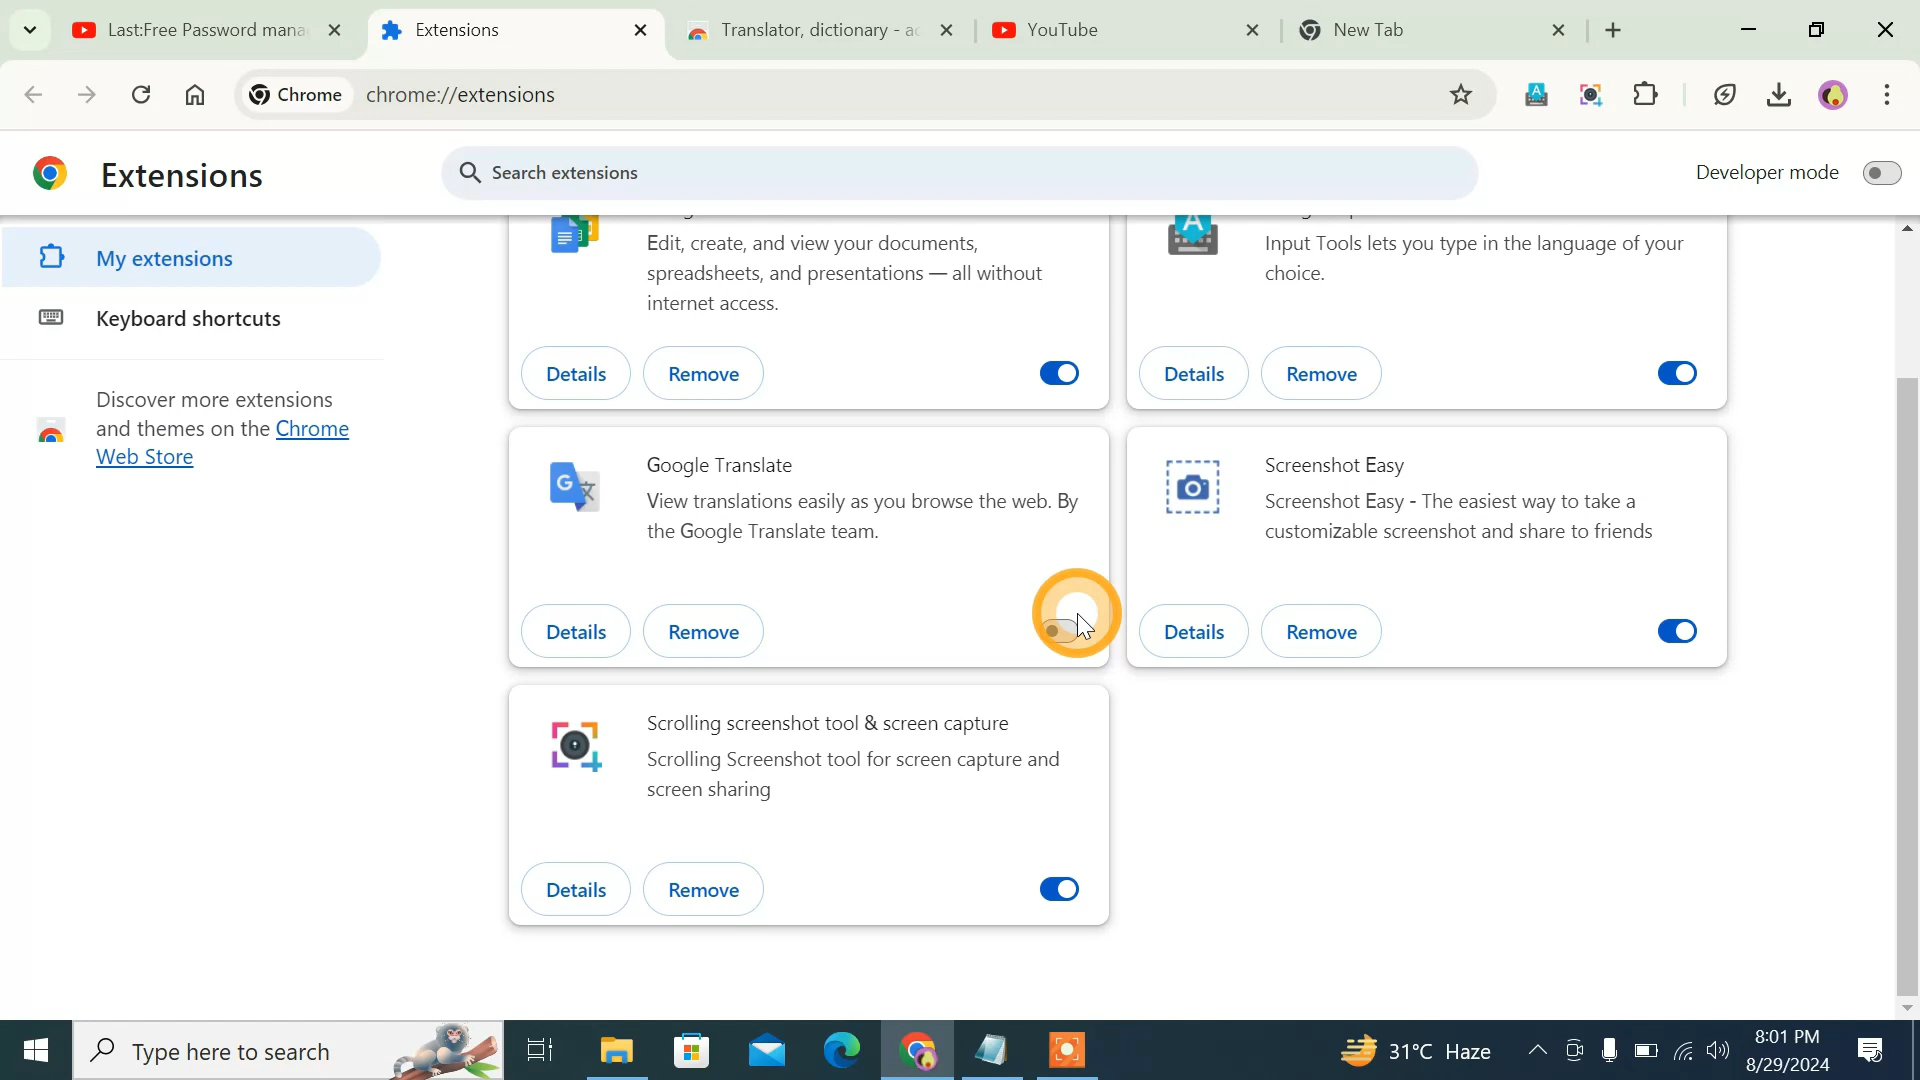 Last:Free Password mana
Extensions
Translator, dictionary - ac
YouTube
New Tab
Chrome
chrome://extensions
Extensions
Search extensions
Developer mode
My extensions
Keyboard shortcuts
Discover more extensions
and themes on the Chrome
Web Store
Edit, create, and view your documents,
spreadsheets, and presentations — all without
internet access.
Details
Remove
Input Tools lets you type in the language of your
choice.
Details
Remove
Google Translate
View translations easily as you browse the web. By
the Google Translate team.
Details
Remove
Screenshot Easy
Screenshot Easy - The easiest way to take a
customizable screenshot and share to friends
Details
Remove
Scrolling screenshot tool & screen capture
Scrolling Screenshot tool for screen capture and
screen sharing
Details
Remove
Type here to search
31°C Haze
8:01 PM
8/29/2024